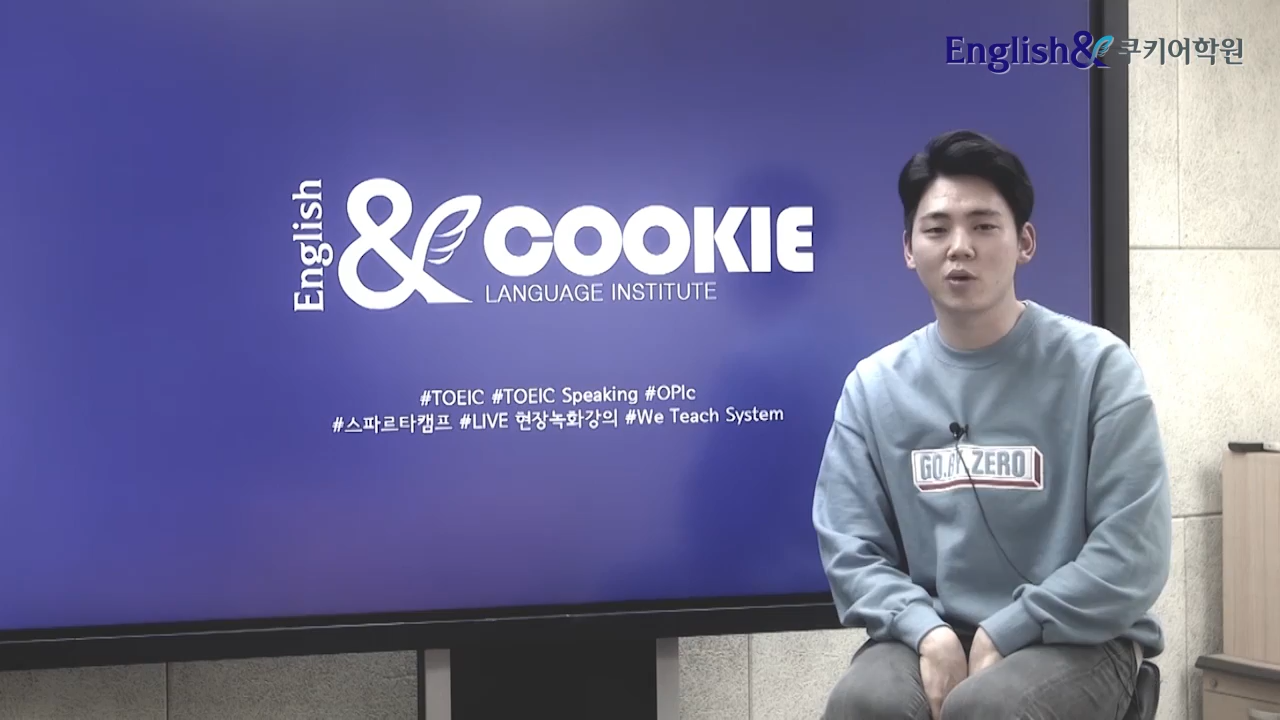 English& 쿠키어학원
English & COOKIE
LANGUAGE INSTITUTE
#TOEIC #TOEIC Speaking #OPIc
#스파르타캠프 #LIVE 현장녹화강의 #We Teach System
ZERO